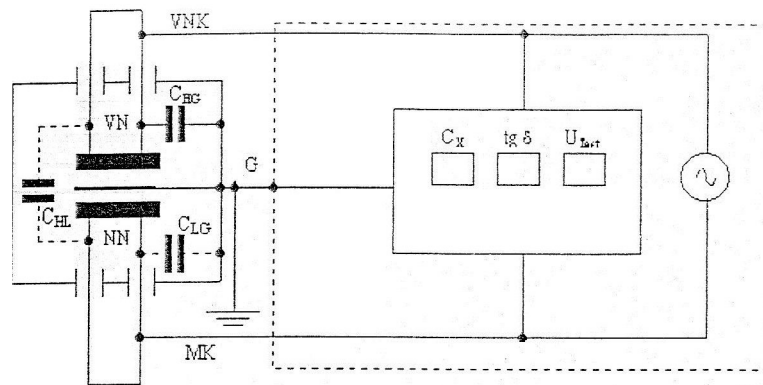 VNK
C_HG
VN
G
C_X tg δ U_test
C_HL
NN
C_LG
MK